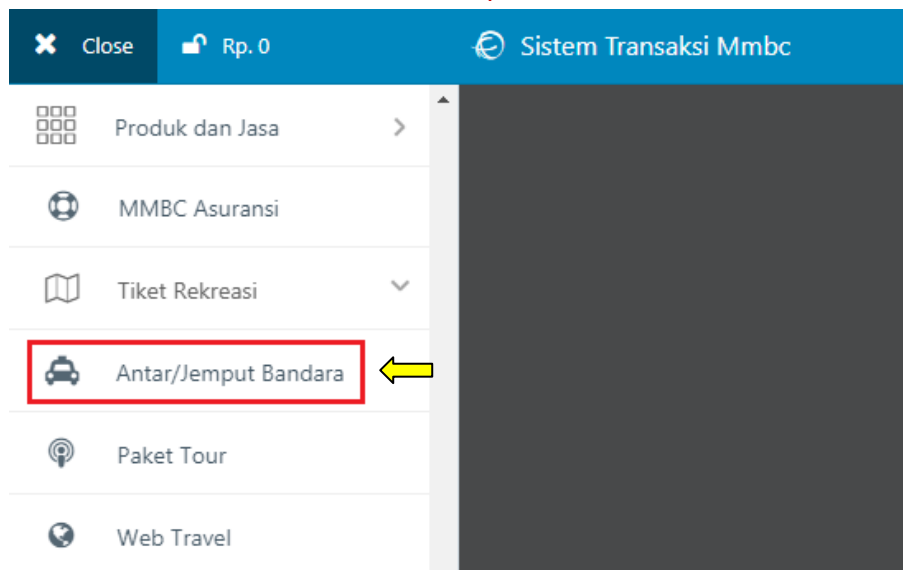 Close Rp. 0 Sistem Transaksi Mmbc
Produk dan Jasa
MMBC Asuransi
Tiket Rekreasi
Antar/Jemput Bandara
Paket Tour
Web Travel